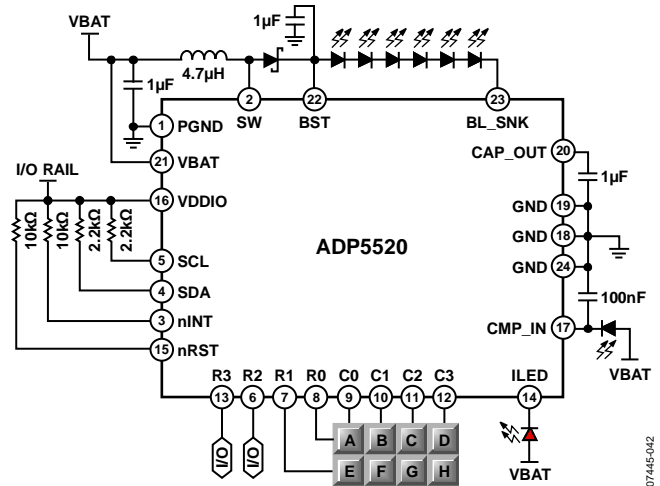 VBAT
1µF
1µF
4.7µH
2
22
23
SW
BST
BL_SNK
1
PGND
CAP_OUT
20
21
VBAT
1µF
I/O RAIL
16
VDDIO
GND
19
10kΩ
10kΩ
2.2kΩ
2.2kΩ
ADP5520
GND
18
5
SCL
GND
24
4
SDA
100nF
3
nINT
CMP_IN
17
15
nRST
VBAT
R3
R2
R1
R0
C0
C1
C2
C3
ILED
13
6
7
8
9
10
11
12
14
I/O
I/O
A
B
C
D
E
F
G
H
VBAT
07445-042